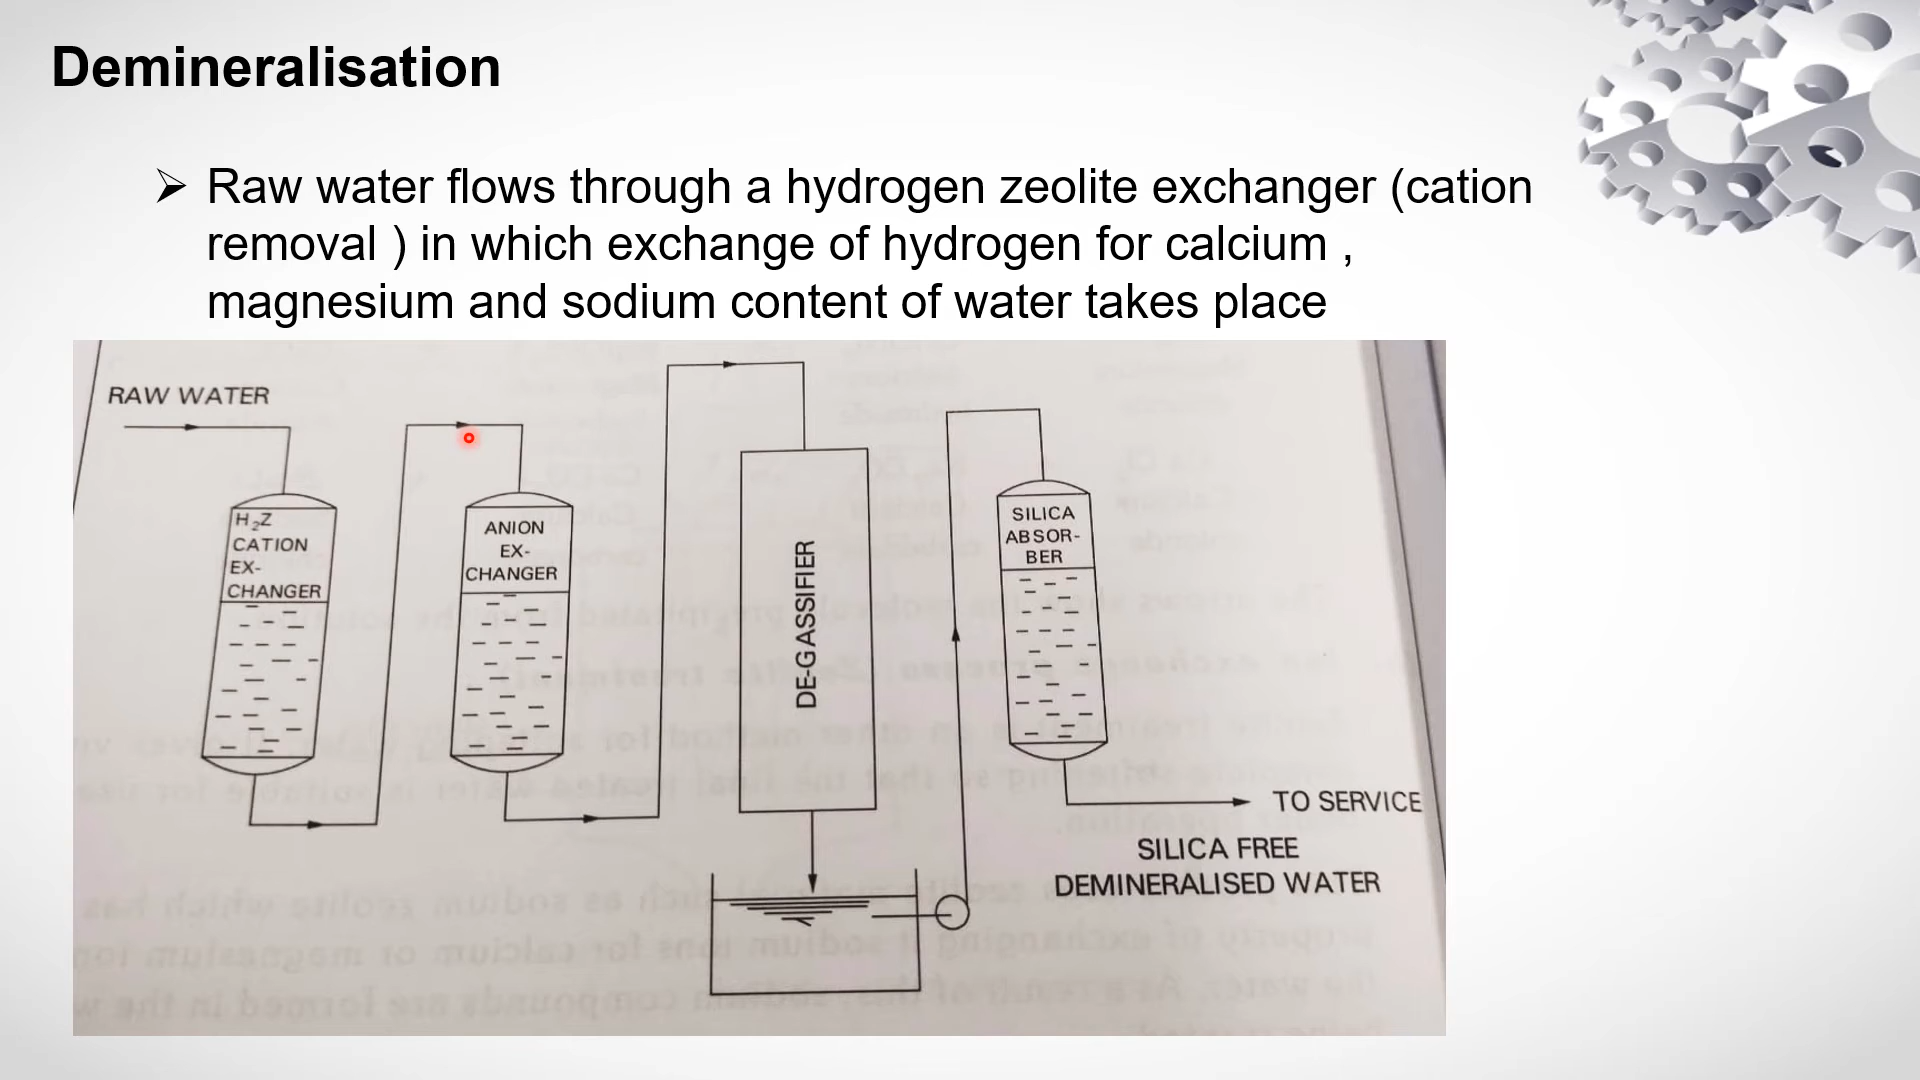 Demineralisation
➢ Raw water flows through a hydrogen zeolite exchanger (cation
removal ) in which exchange of hydrogen for calcium ,
magnesium and sodium content of water takes place
RAW WATER
H₂Z
CATION
EX-
CHANGER
ANION
EX-
CHANGER
DE-GASSIFIER
SILICA
ABSOR-
BER
TO SERVICE
SILICA FREE
DEMINERALISED WATER